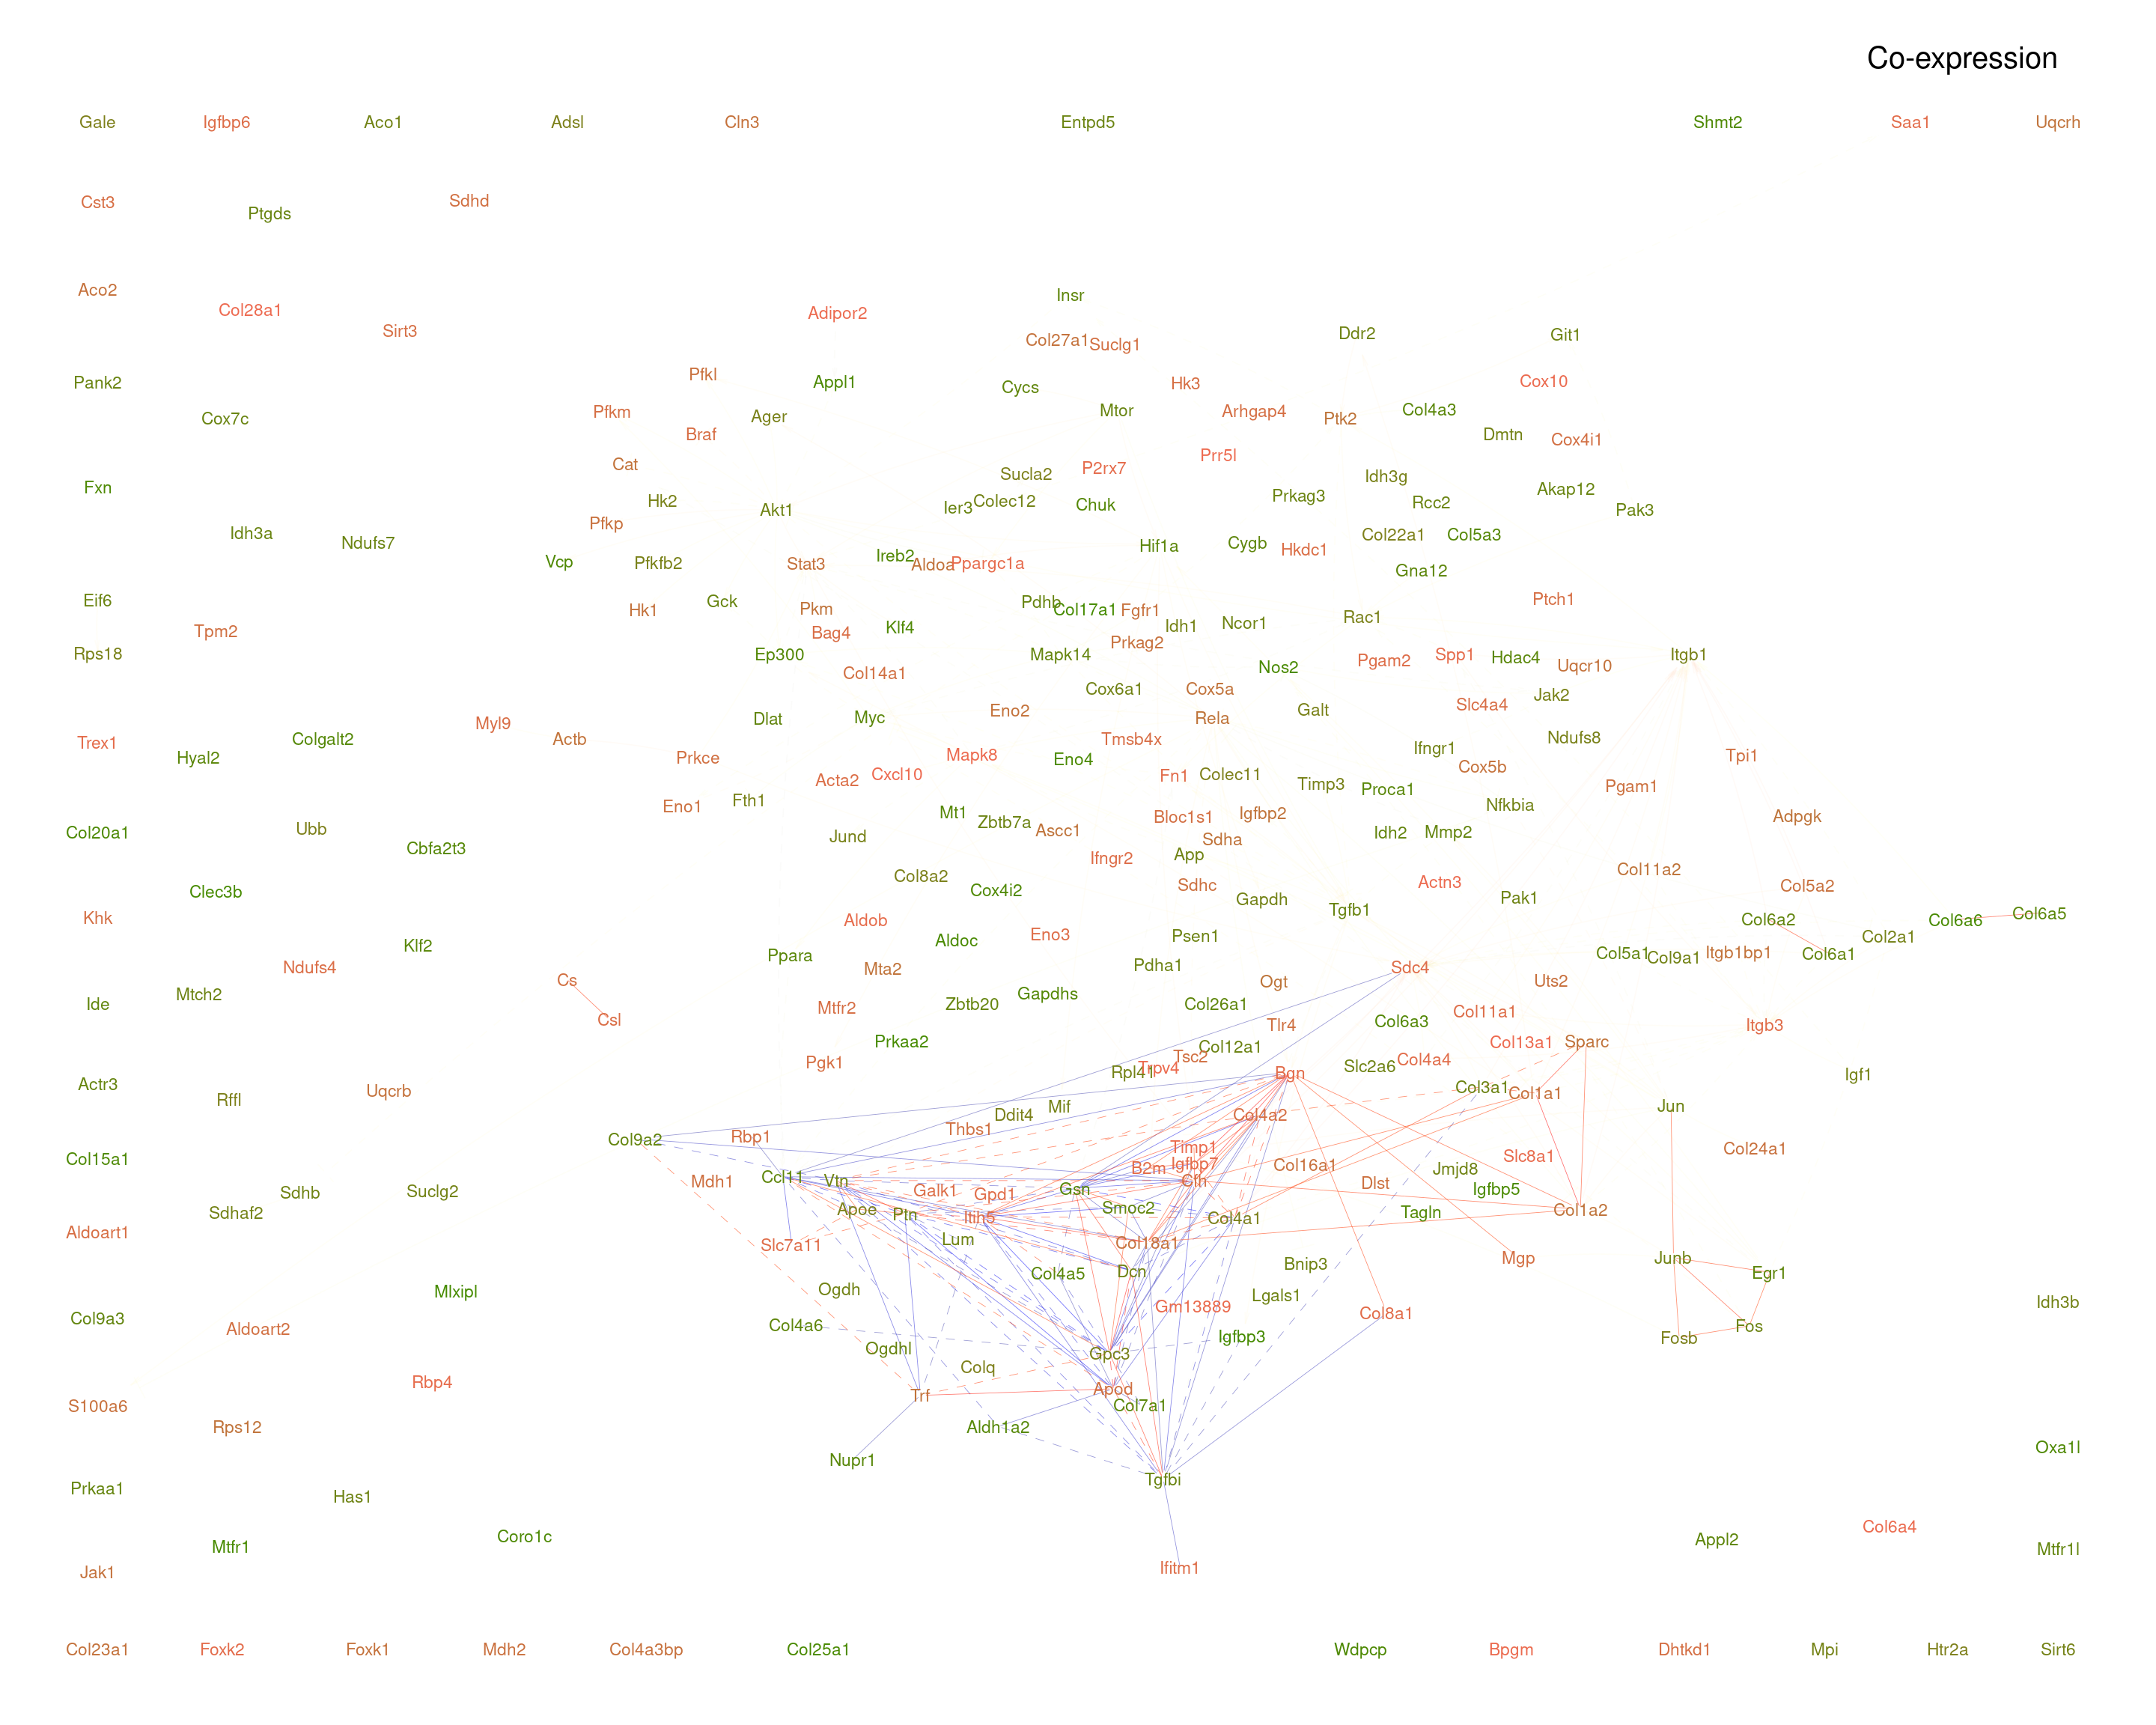 Co-expression
Gale Igfbp6 Aco1 Adsl Cln3 Entpd5 Shmt2 Saa1 Uqcrh
Cst3 Sdhd
Ptgds
Aco2 Insr
Col28a1 Adipor2
Sirt3 Ddr2 Git1
Col27a1 Suclg1
Pfkl
Pank2 Appl1 Cycs Hk3 Cox10
Pfkm Mtor Arhgap4 Col4a3
Cox7c Ager Ptk2
Braf Dmtn Cox4i1
Prr5l
Cat P2rx7
Sucla2 Idh3g
Fxn Prkag3 Akap12
Hk2 Akt1 Ier3 Colec12 Chuk Rcc2 Pak3
Pfkp
Idh3a Ndufs7 Hif1a Cygb Hkdc1 Col22a1 Col5a3
Vcp Pfkfb2 Stat3 Ireb2 Aldoa Ppargc1a Gna12
Eif6 Hk1 Gck Pkm Pdhb Col17a1 Fgfr1 Ptch1
Tpm2 Bag4 Klf4 Idh1 Ncor1 Rac1
Prkag2
Rps18 Ep300 Mapk14 Nos2 Pgam2 Spp1 Hdac4 Uqcr10 Itgb1
Col14a1
Cox6a1 Cox5a Jak2
Myl9 Dlat Myc Eno2 Rela Galt Slc4a4
Trex1 Colgalt2 Actb Tmsb4x Ndufs8
Hyal2 Prkce Mapk8 Eno4 Ifngr1 Tpi1
Acta2 Cxcl10 Fn1 Colec11 Cox5b
Eno1 Fth1 Timp3 Proca1 Pgam1
Mt1 Bloc1s1 Igfbp2 Nfkbia Adpgk
Col20a1 Ubb Jund Zbtb7a Ascc1 Sdha Idh2 Mmp2
Cbfa2t3 Ifngr2 App
Col8a2 Col11a2
Clec3b Cox4i2 Sdhc Actn3 Col5a2
Gapdh Tgfb1 Pak1
Khk Aldob Col6a2 Col6a6 Col6a5
Klf2 Aldoc Eno3 Psen1 Col2a1
Ppara Pdha1 Col5a1 Col9a1 Itgb1bp1 Col6a1
Ndufs4 Cs Mta2 Sdc4
Mtch2 Ogt Uts2
Ide Csl Mtfr2 Zbtb20 Gapdhs Col26a1
Col11a1
Tlr4 Col6a3 Itgb3
Prkaa2 Col12a1 Col13a1 Sparc
Pgk1 Tsc2 Col4a4
Rpl41 Trpv4 Bgn Slc2a6 Igf1
Actr3 Uqcrb Col3a1 Col1a1
Rffl Ddit4 Mif Col4a2 Jun
Col9a2 Rbp1 Thbs1
Col15a1 Timp1 Slc8a1 Col24a1
B2m Igfbp7 Col16a1 Jmjd8
Sdhb Suclg2 Mdh1 Ccl11 Vtn Galk1 Gpd1 Gsn Cfh Dlst Igfbp5
Sdhaf2 Apoe Ptn Itih5 Smoc2 Col4a1 Tagln Col1a2
Aldoart1 Slc7a11 Lum Col18a1
Col4a5 Dcn Bnip3 Mgp Junb Egr1
Mlxipl Ogdh Lgals1
Col9a3 Aldoart2 Col4a6 Gm13889 Col8a1 Idh3b
Ogdhl Igfbp3 Fosb Fos
Gpc3
Rbp4 Colq
Trf Apod
S100a6 Col7a1
Rps12 Aldh1a2
Nupr1 Oxa1l
Prkaa1 Has1 Tgfbi
Mtfr1 Coro1c Appl2 Col6a4 Mtfr1l
Jak1 Ifitm1
Col23a1 Foxk2 Foxk1 Mdh2 Col4a3bp Col25a1 Wdpcp Bpgm Dhtkd1 Mpi Htr2a Sirt6